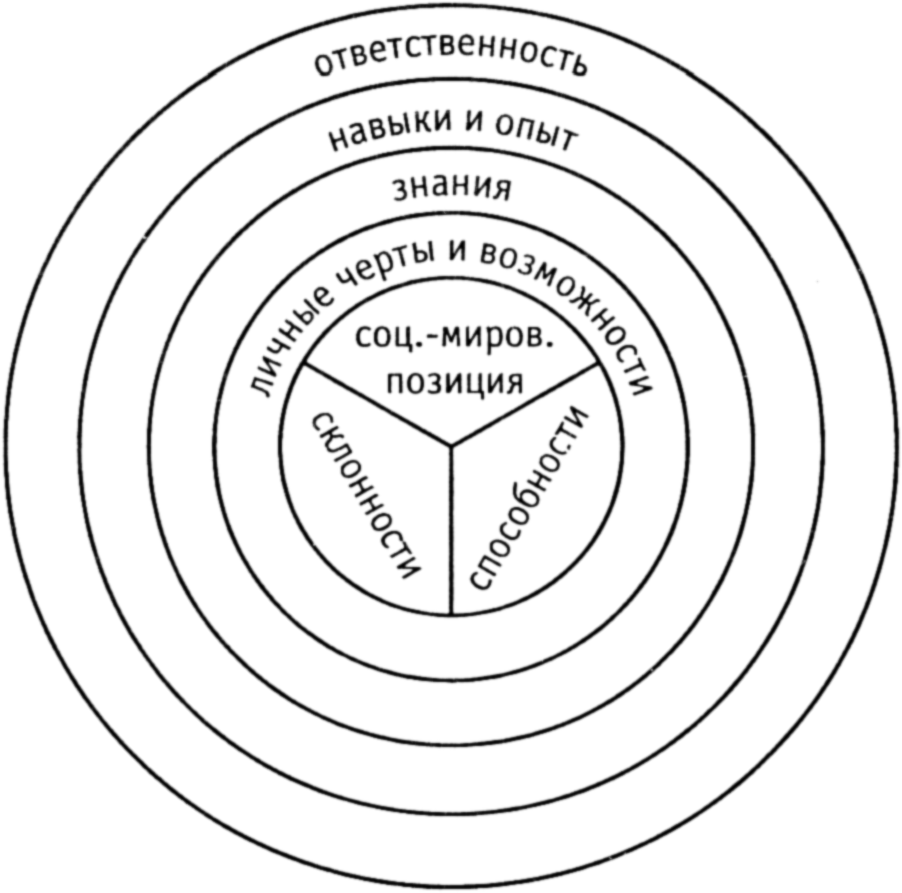 ответственность
навыки и опыт
знания
личные черты и возможности
соц.-миров.
позиция
склонности
способности